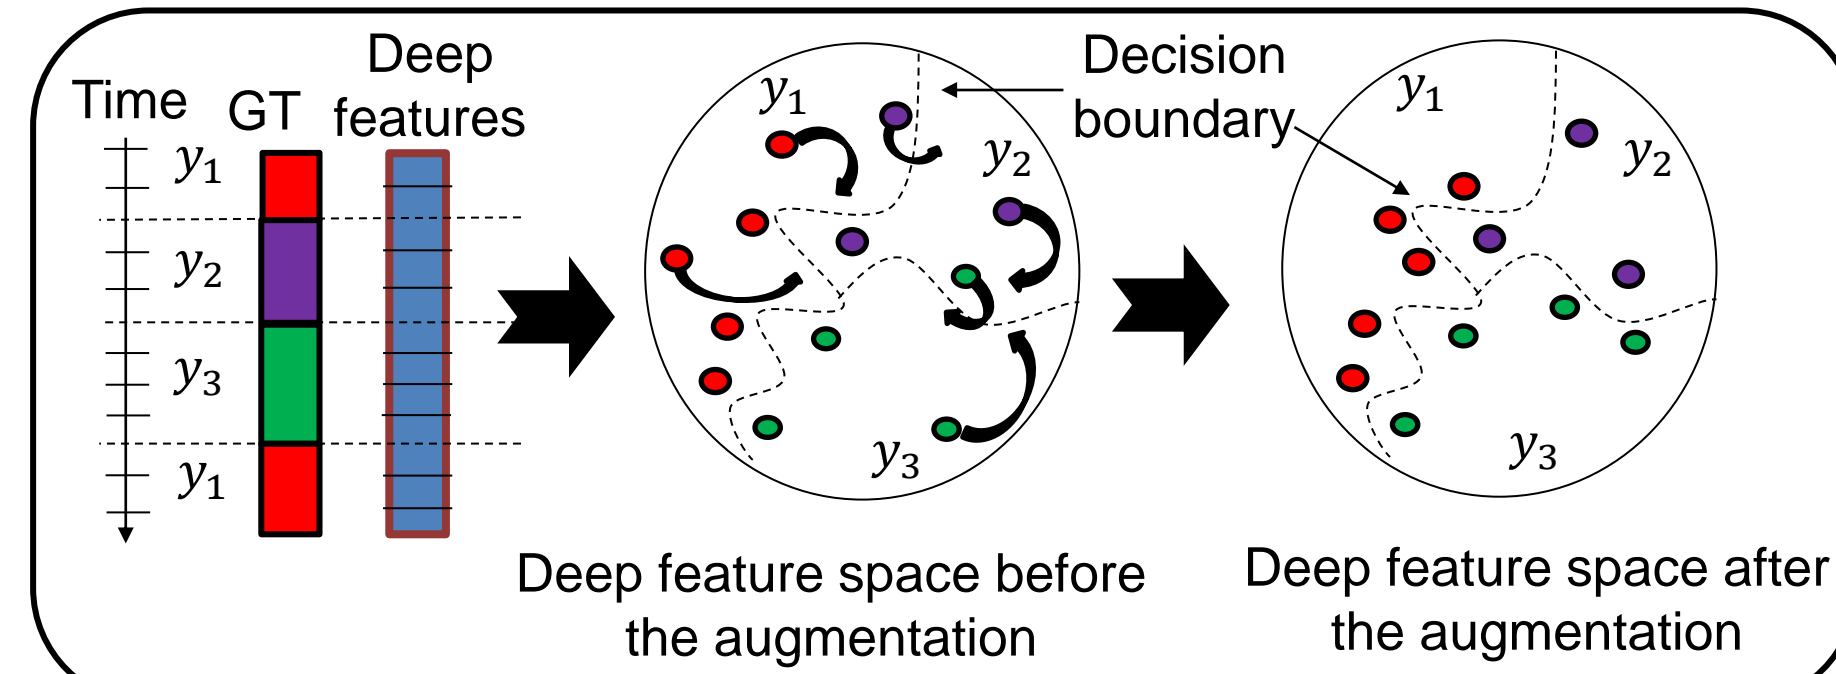 Time
GT
Deep
features
y₁
y₂
y₃
y₁
y₁
y₂
y₃
Decision
boundary
y₁
y₂
y₃
Deep feature space before
the augmentation
Deep feature space after
the augmentation